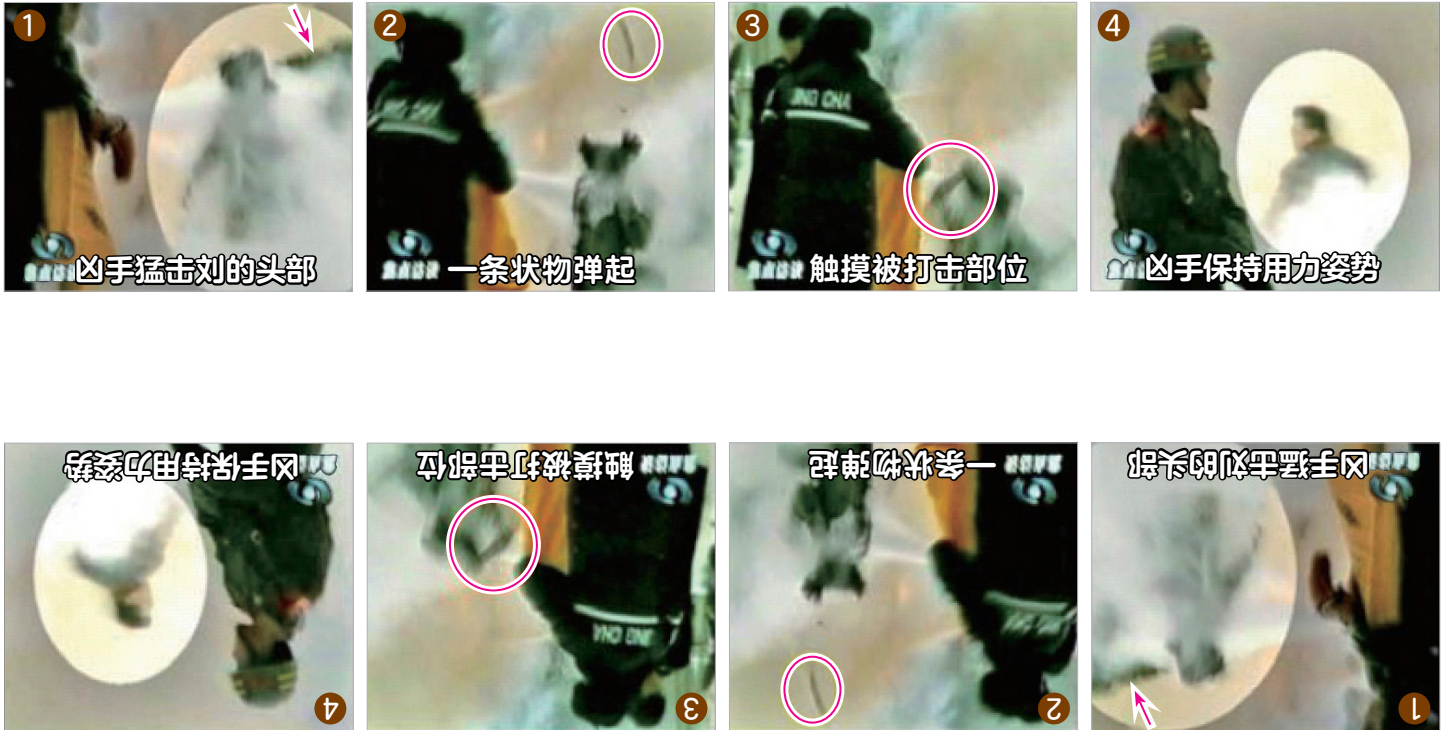 1
凶手猛击刘的头部
2
一条状物弹起
3
JING CHA
触摸被打击部位
4
凶手保持用力姿势
凶手保持用力姿势
4
触摸被打击部位
JING CHA
3
一条状物弹起
2
凶手猛击刘的头部
1